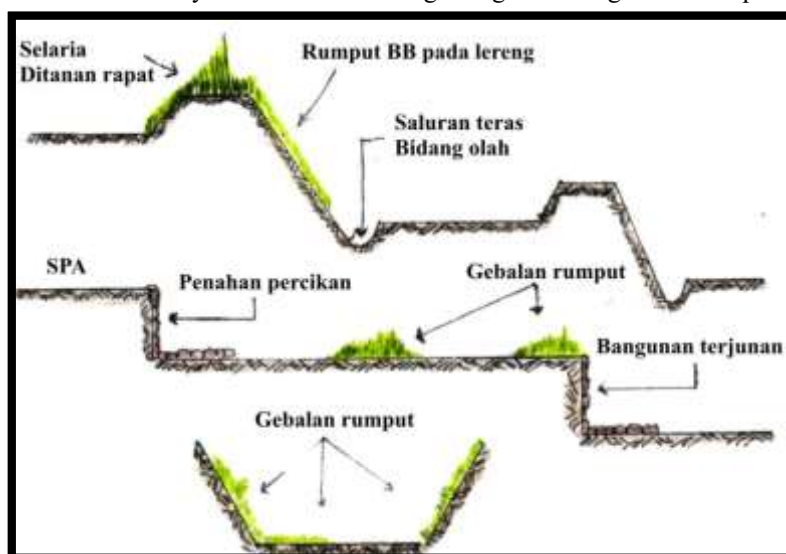 Selaria
Ditanan rapat
Rumput BB pada lereng
Saluran teras
Bidang olah
SPA
Penahan percikan
Gebalan rumput
Bangunan terjunan
Gebalan rumput